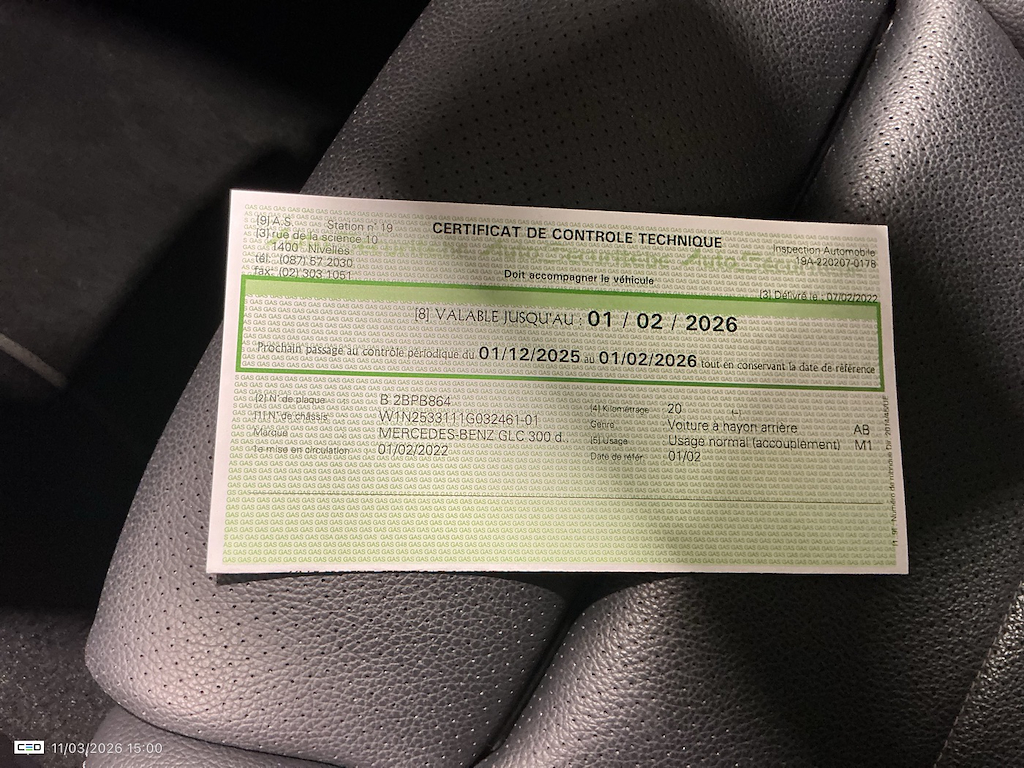 CERTIFICAT DE CONTROLE TECHNIQUE
Doit accompagner le véhicule
[9] A.S. Station n° 19
[3] rue de la science 10
1400 Nivelles
tél.: (087) 57 2030
fax: (02) 303 1051
Inspection Automobile
19A-220207-0178
[3] Délivré le : 07/02/2022
[8] VALABLE JUSQU'AU : 01 / 02 / 2026
Prochain passage au contrôle périodique du 01/12/2025 au 01/02/2026 tout en conservant la date de référence
[2] N° de plaque B 2BPB864
[1] N° de châssis W1N2533111G032461-01
Marque MERCEDES-BENZ GLC 300 d..
1e mise en circulation 01/02/2022
[4] Kilométrage 20 (-)
Genre Voiture à hayon arrière AB
[5] Usage Usage normal (accouplement) M1
Date de référ. 01/02
CEO 11/03/2026 15:00